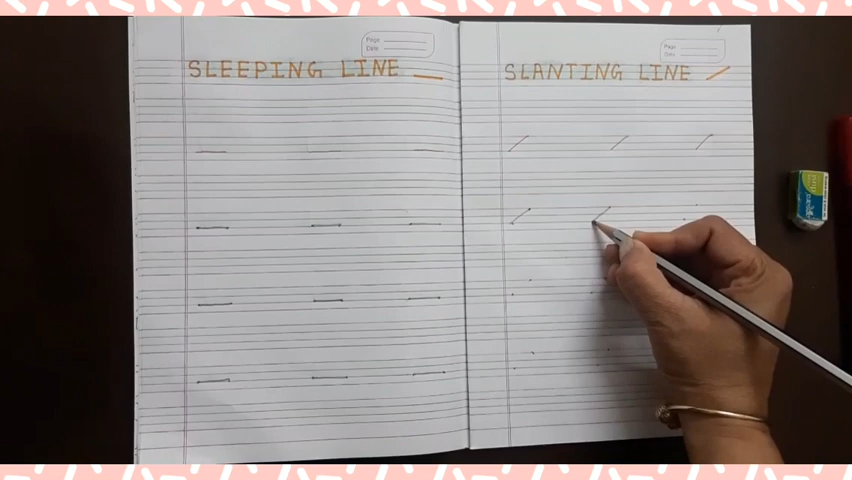 Page
Date
SLEEPING LINE
Page
Date
SLANTING LINE